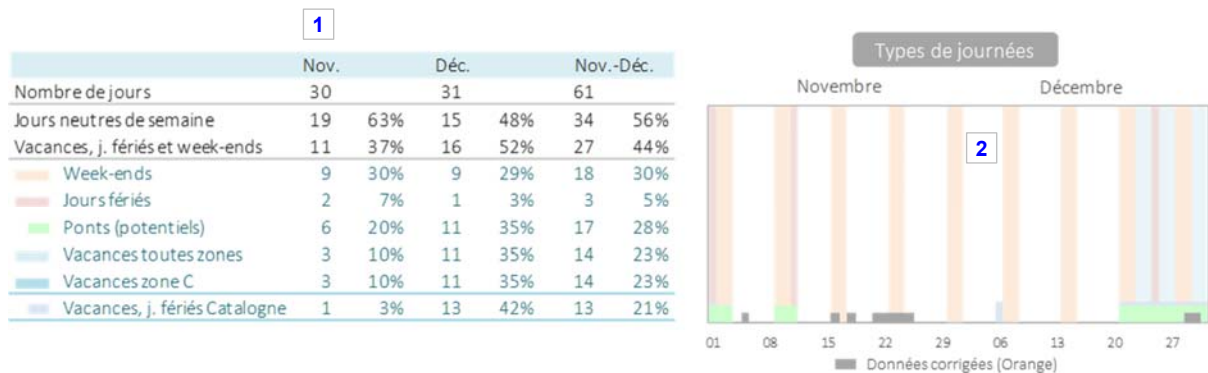 1
Nov. Déc. Nov.-Déc.
Nombre de jours 30 31 61
Jours neutres de semaine 19 63% 15 48% 34 56%
Vacances, j. fériés et week-ends 11 37% 16 52% 27 44%
Week-ends 9 30% 9 29% 18 30%
Jours fériés 2 7% 1 3% 3 5%
Ponts (potentiels) 6 20% 11 35% 17 28%
Vacances toutes zones 3 10% 11 35% 14 23%
Vacances zone C 3 10% 11 35% 14 23%
Vacances, j. fériés Catalogne 1 3% 13 42% 13 21%
Types de journées
Novembre Décembre
2
01 08 15 22 29 06 13 20 27
Données corrigées (Orange)